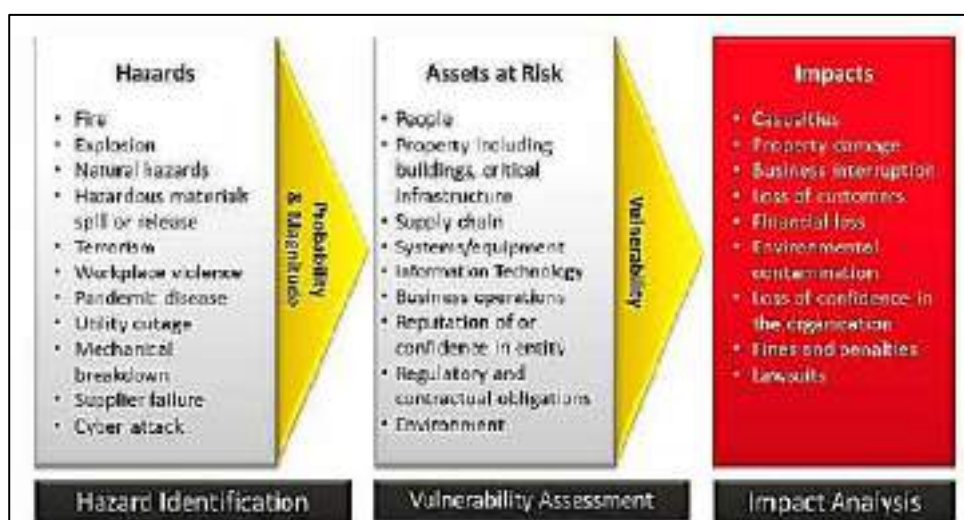 Hazards
• Fire
• Explosion
• Natural hazards
• Hazardous materials
spill or release
• Terrorism
• Workplace violence
• Pandemic disease
• Utility outage
• Mechanical
breakdown
• Supplier failure
• Cyber attack
Probability
& Magnitude
Hazard Identification
Assets at Risk
• People
• Property including
buildings, critical
infrastructure
• Supply chain
• Systems/equipment
• Information Technology
• Business operations
• Reputation of or
confidence in entity
• Regulatory and
contractual obligations
• Environment
Vulnerability
Vulnerability Assessment
Impacts
• Casualties
• Property damage
• Business interruption
• Loss of customers
• Financial loss
• Environmental
contamination
• Loss of confidence in
the organization
• Fines and penalties
• Lawsuits
Impact Analysis